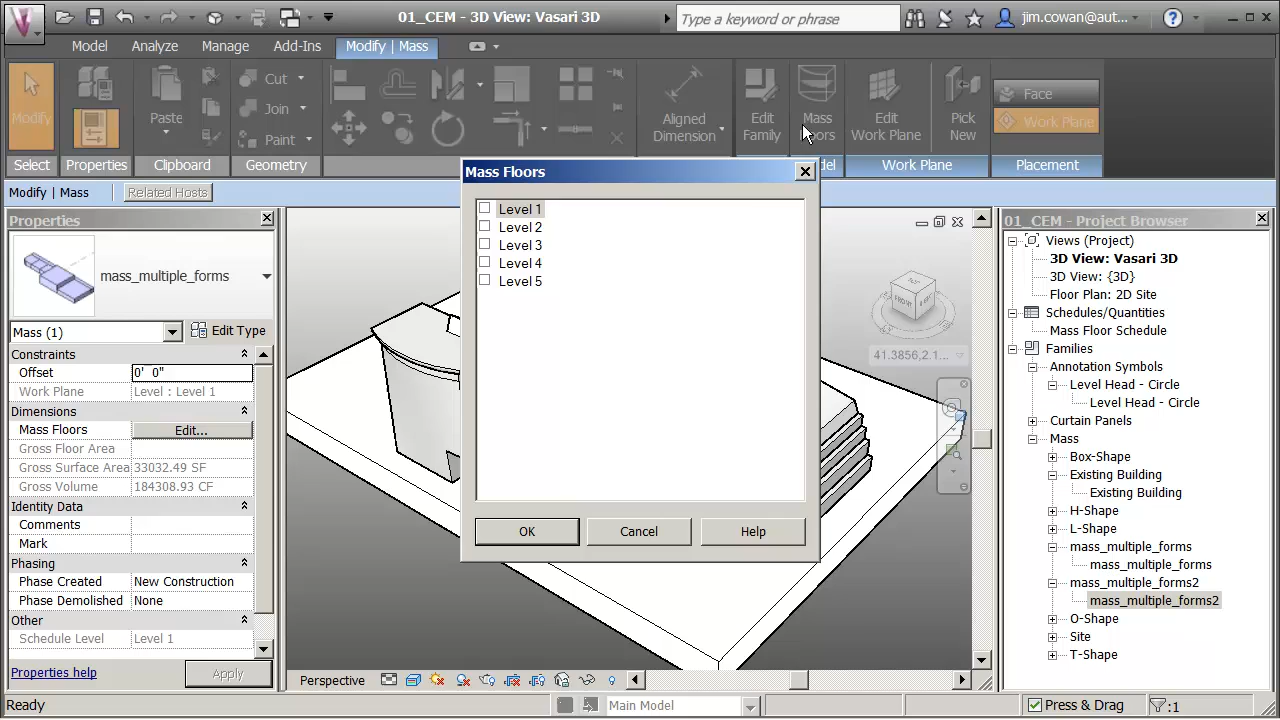 01_CEM - 3D View: Vasari 3D
Type a keyword or phrase
jim.cowan@aut...
Model
Analyze
Manage
Add-Ins
Modify | Mass
Modify
Paste
Cut
Join
Paint
Aligned
Dimension
Edit
Family
Mass
Edit
Work Plane
Pick
New
Face
Work Plane
Select
Properties
Clipboard
Geometry
Work Plane
Placement
Modify | Mass
Related Hosts
Properties
mass_multiple_forms
Mass (1)
Edit Type
Constraints
Offset
0' 0"
Work Plane
Level : Level 1
Dimensions
Mass Floors
Edit...
Gross Floor Area
Gross Surface Area
33032.49 SF
Gross Volume
184308.93 CF
Identity Data
Comments
Mark
Phasing
Phase Created
New Construction
Phase Demolished
None
Other
Schedule Level
Level 1
Properties help
Apply
Mass Floors
Level 1
Level 2
Level 3
Level 4
Level 5
OK
Cancel
Help
FRONT
41.3856,2.1...
01_CEM - Project Browser
Views (Project)
3D View: Vasari 3D
3D View: {3D}
Floor Plan: 2D Site
Schedules/Quantities
Mass Floor Schedule
Families
Annotation Symbols
Level Head - Circle
Level Head - Circle
Curtain Panels
Mass
Box-Shape
Existing Building
Existing Building
H-Shape
L-Shape
mass_multiple_forms
mass_multiple_forms
mass_multiple_forms2
mass_multiple_forms2
O-Shape
Site
T-Shape
Perspective
Ready
Main Model
Press & Drag
:1